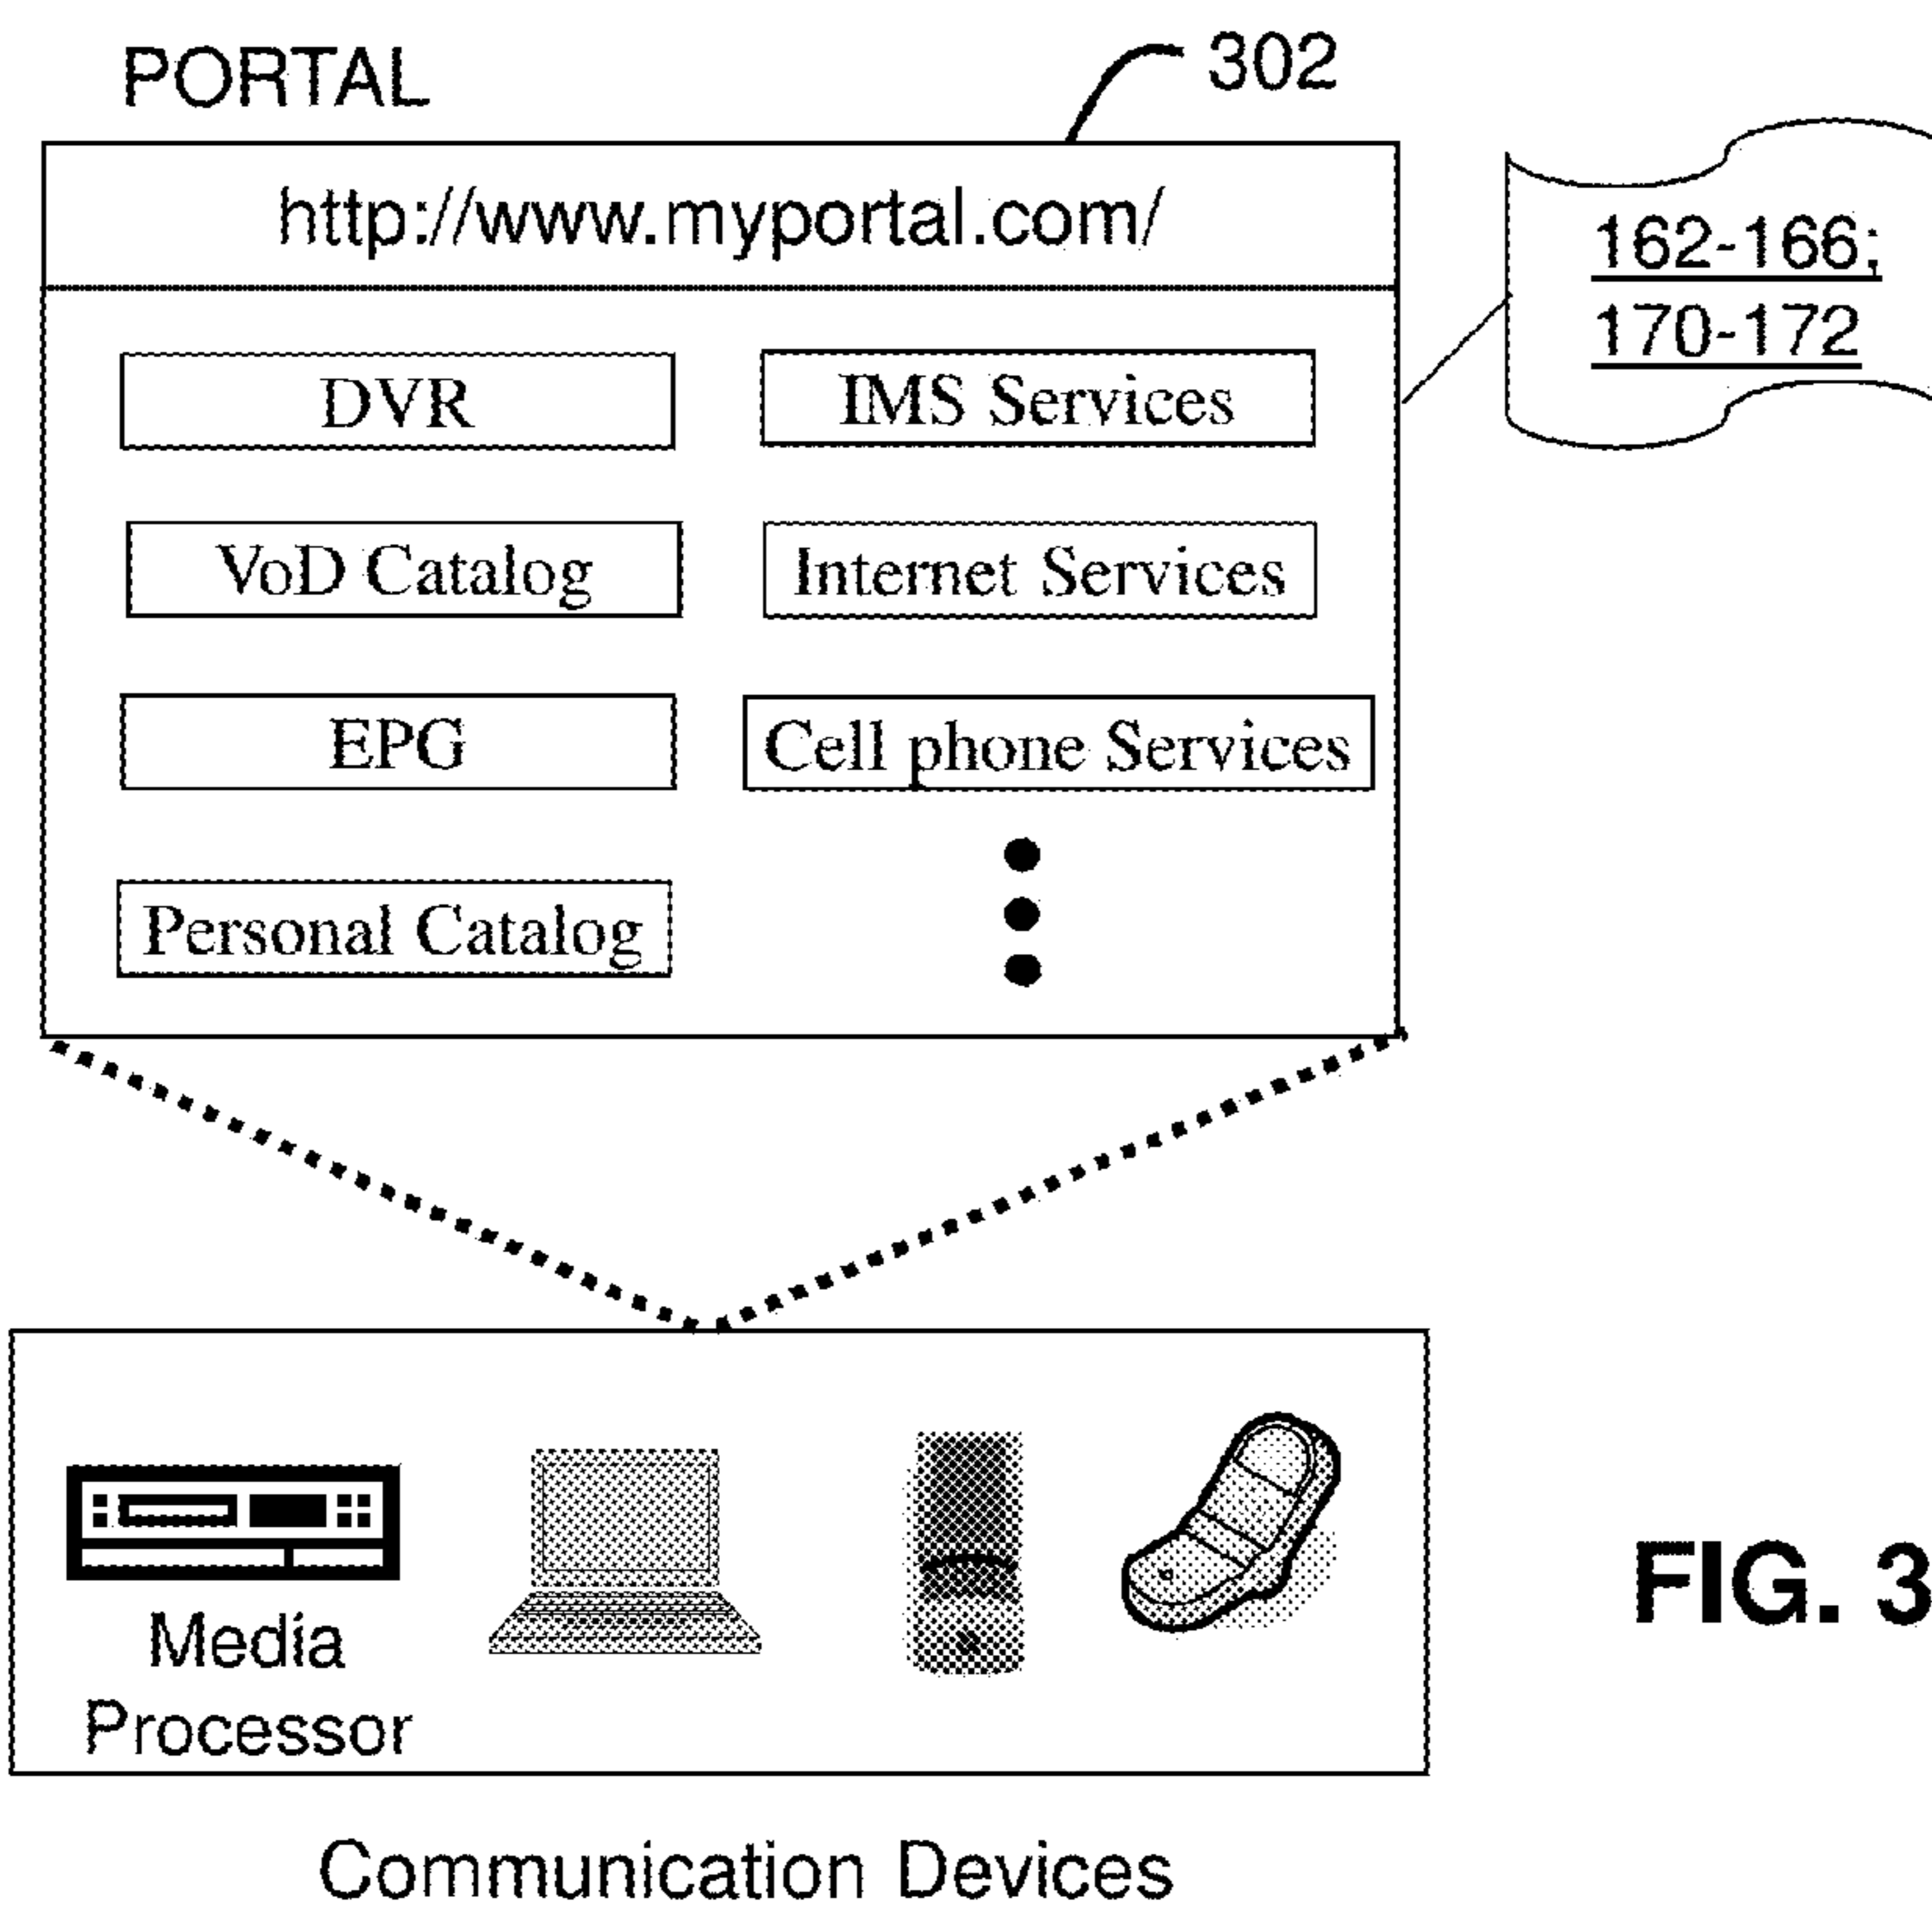 PORTAL
302
http://www.myportal.com/
162-166;
170-172
DVR
IMS Services
VoD Catalog
Internet Services
EPG
Cell phone Services
Personal Catalog
Media
Processor
FIG. 3
Communication Devices